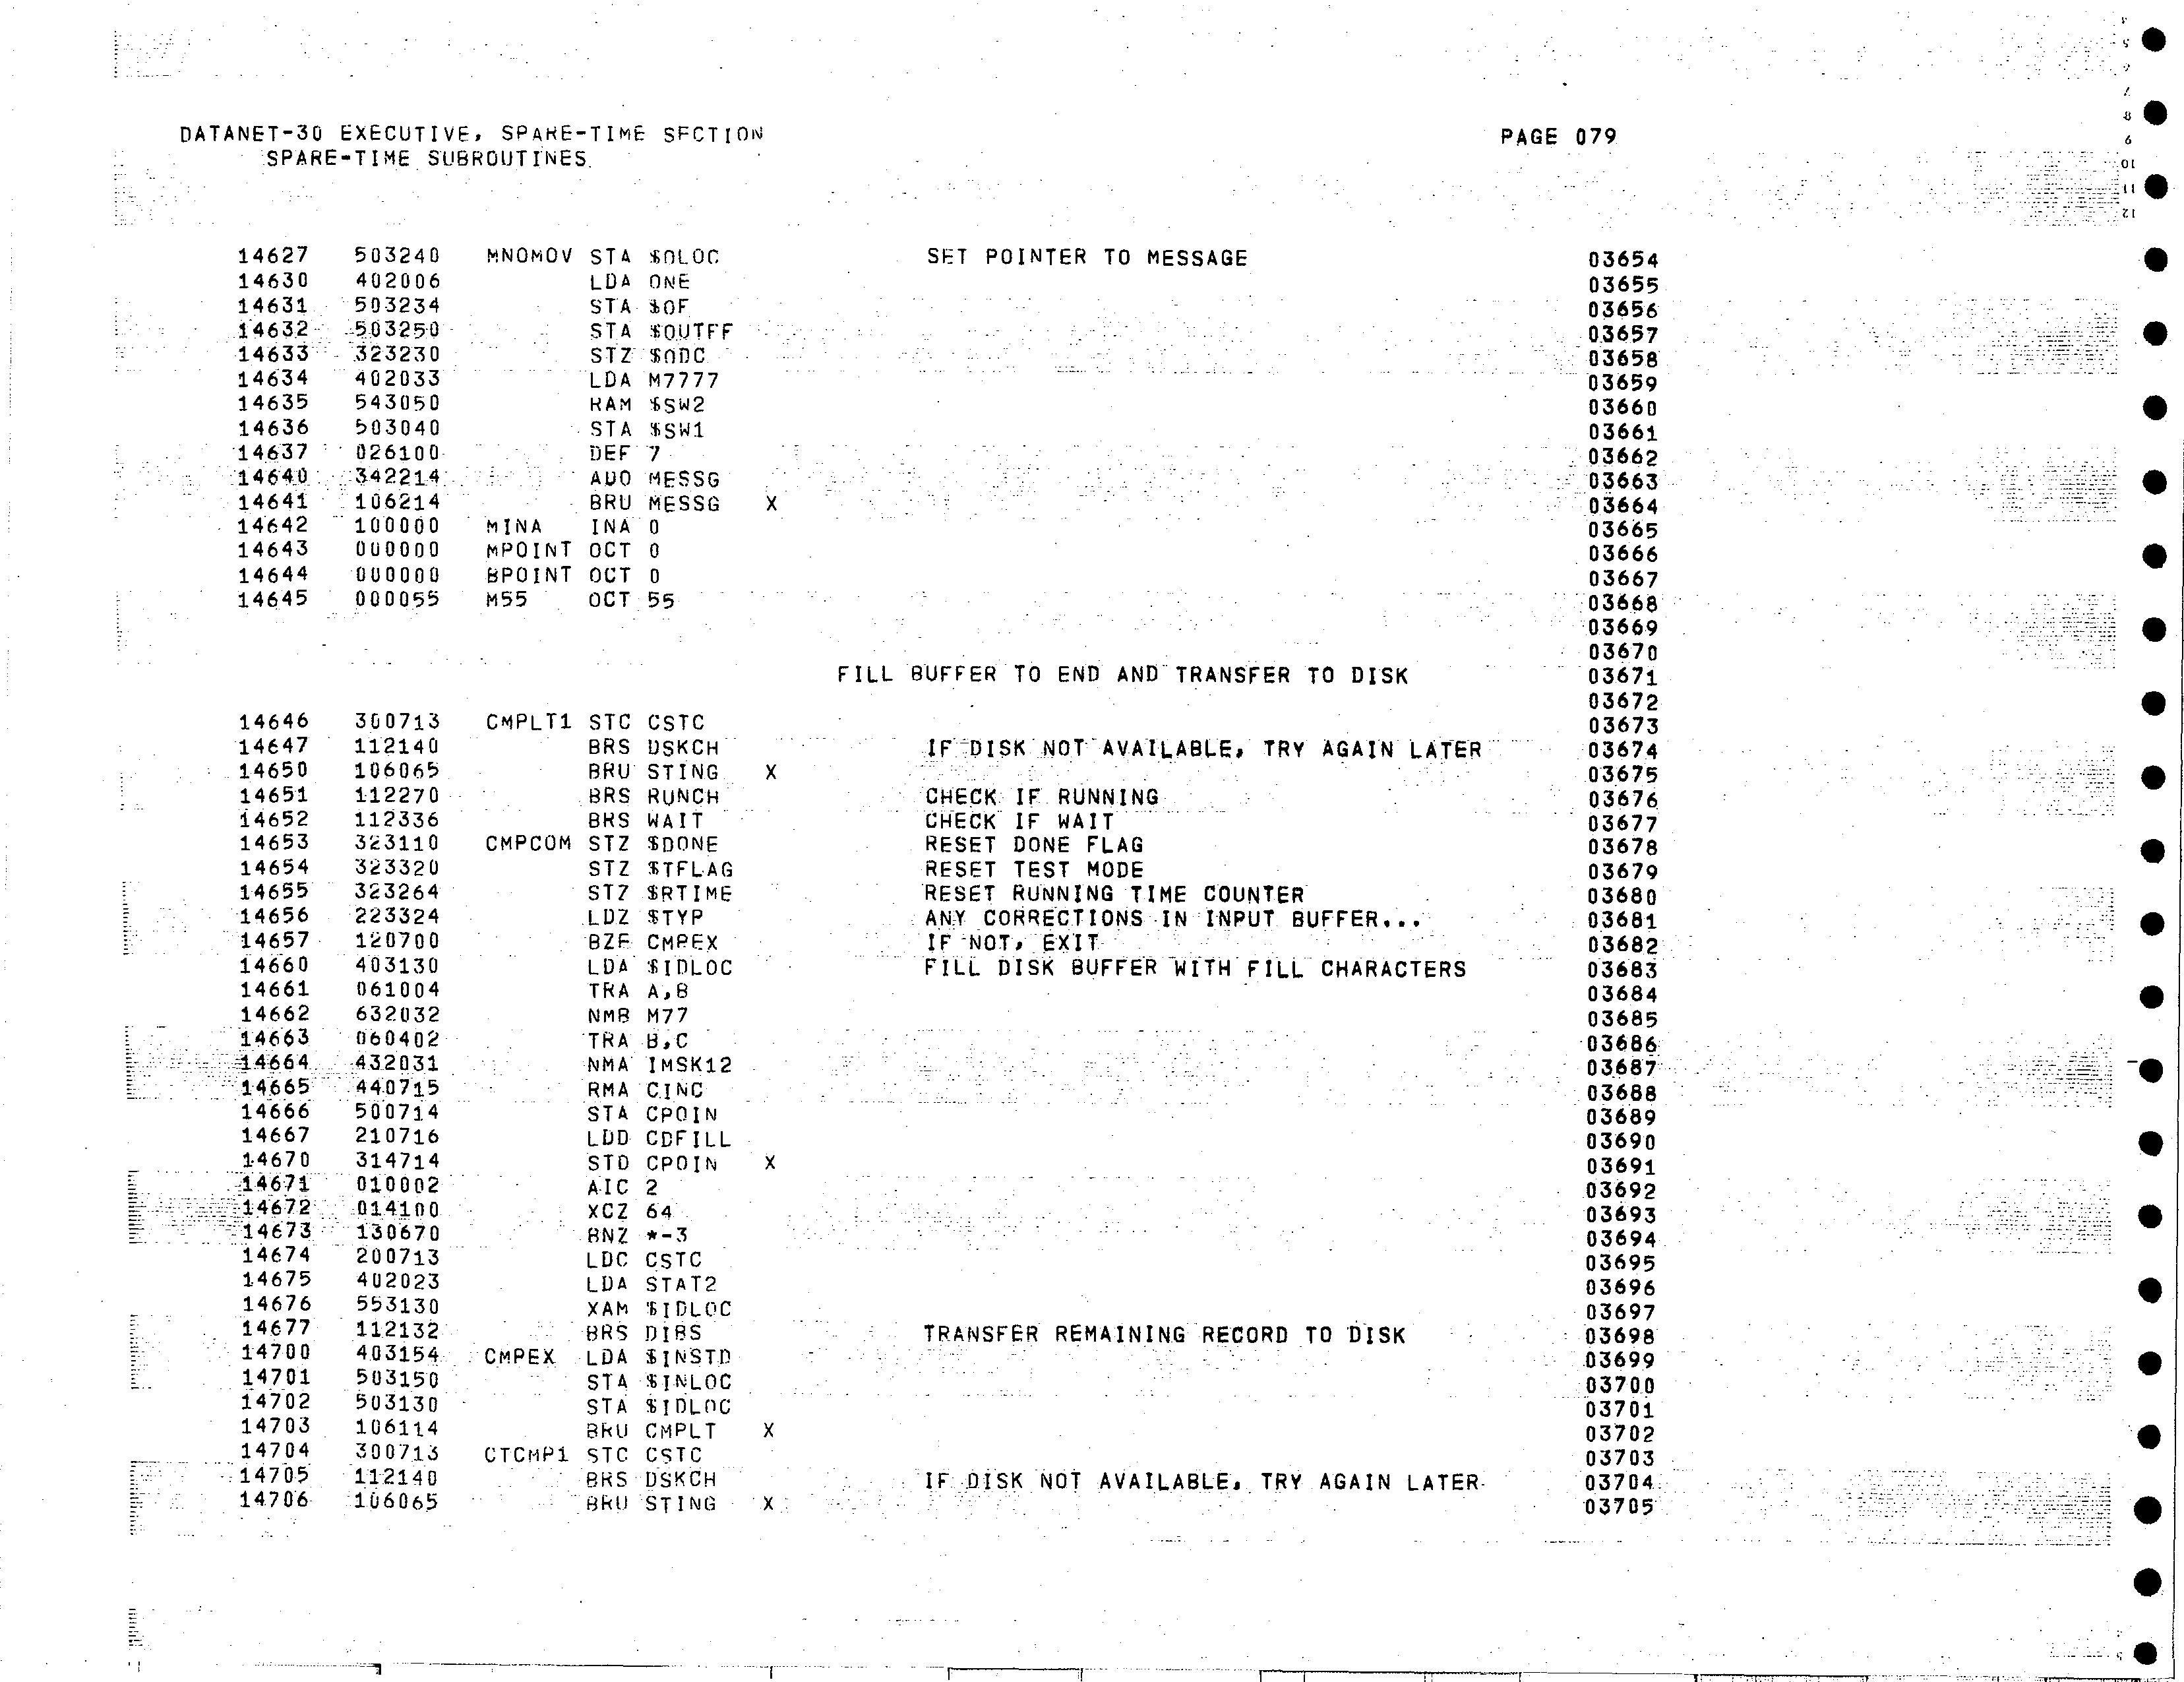 DATANET-30 EXECUTIVE, SPARE-TIME SECTION PAGE 079
SPARE-TIME SUBROUTINES
14627 503240 MNOMOV STA $OLOC SET POINTER TO MESSAGE 03654
14630 402006 LDA ONE 03655
14631 503234 STA $OF 03656
14632 503250 STA $OUTFF 03657
14633 323230 STZ $ODC 03658
14634 402033 LDA M7777 03659
14635 543050 RAM $SW2 03660
14636 503040 STA $SW1 03661
14637 026100 DEF 7 03662
14640 342214 AUO MESSG 03663
14641 106214 BRU MESSG X 03664
14642 100000 MINA INA 0 03665
14643 000000 MPOINT OCT 0 03666
14644 000000 BPOINT OCT 0 03667
14645 000055 M55 OCT 55 03668
03669
03670
FILL BUFFER TO END AND TRANSFER TO DISK 03671
03672
14646 300713 CMPLT1 STC CSTC 03673
14647 112140 BRS DSKCH IF DISK NOT AVAILABLE, TRY AGAIN LATER 03674
14650 106065 BRU STING X 03675
14651 112270 BRS RUNCH CHECK IF RUNNING 03676
14652 112336 BRS WAIT CHECK IF WAIT 03677
14653 323110 CMPCOM STZ $DONE RESET DONE FLAG 03678
14654 323320 STZ $TFLAG RESET TEST MODE 03679
14655 323264 STZ $RTIME RESET RUNNING TIME COUNTER 03680
14656 223324 LDZ $TYP ANY CORRECTIONS IN INPUT BUFFER... 03681
14657 120700 BZE CMPEX IF NOT, EXIT 03682
14660 403130 LDA $IDLOC FILL DISK BUFFER WITH FILL CHARACTERS 03683
14661 061004 TRA A,B 03684
14662 632032 NMB M77 03685
14663 060402 TRA B,C 03686
14664 432031 NMA IMSK12 03687
14665 440715 RMA CINC 03688
14666 500714 STA CPOIN 03689
14667 210716 LDD CDFILL 03690
14670 314714 STD CPOIN X 03691
14671 010002 AIC 2 03692
14672 014100 XCZ 64 03693
14673 130670 BNZ *-3 03694
14674 200713 LDC CSTC 03695
14675 402023 LDA STAT2 03696
14676 553130 XAM $IDLOC 03697
14677 112132 BRS DIBS TRANSFER REMAINING RECORD TO DISK 03698
14700 403154 CMPEX LDA $INSTD 03699
14701 503150 STA $INLOC 03700
14702 503130 STA $IDLOC 03701
14703 106114 BRU CMPLT X 03702
14704 300713 CTCMP1 STC CSTC 03703
14705 112140 BRS DSKCH IF DISK NOT AVAILABLE, TRY AGAIN LATER 03704
14706 106065 BRU STING X 03705